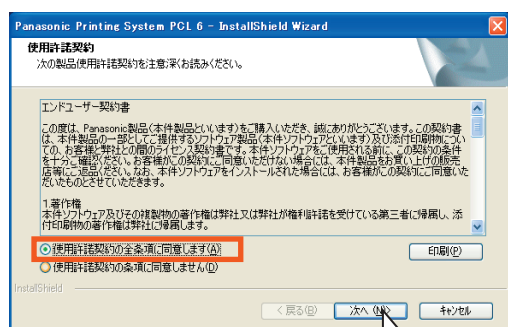 Panasonic Printing System PCL 6 - InstallShield Wizard
使用許諾契約
次の製品使用許諾契約を注意深くお読みください。
エンドユーザー契約書
この度は、Panasonic製品(本件製品といいます)をご購入いただき、誠にありがとうございます。この契約書
は、本件製品の一部としてご提供するソフトウェア製品(本件ソフトウェアといいます)及び添付印刷物につい
ての、お客様と弊社との間のライセンス契約書です。本件ソフトウェアをご使用される前に、この契約の条件
を十分ご確認ください。お客様がこの契約にご同意いただけない場合には、本件製品をお買い上げの販売
店等にご返品ください。なお、本件ソフトウェアをインストールされた場合には、お客様がこの契約にご同意いた
だいたものとさせていただきます。
1.著作権
本件ソフトウェア及びその複製物の著作権は弊社又は弊社が権利許諾を受けている第三者に帰属し、添
付印刷物の著作権は弊社に帰属します。
使用許諾契約の全条項に同意します(A)
印刷(P)
使用許諾契約の条項に同意しません(D)
InstallShield
< 戻る(B)
次へ (N)>
キャンセル